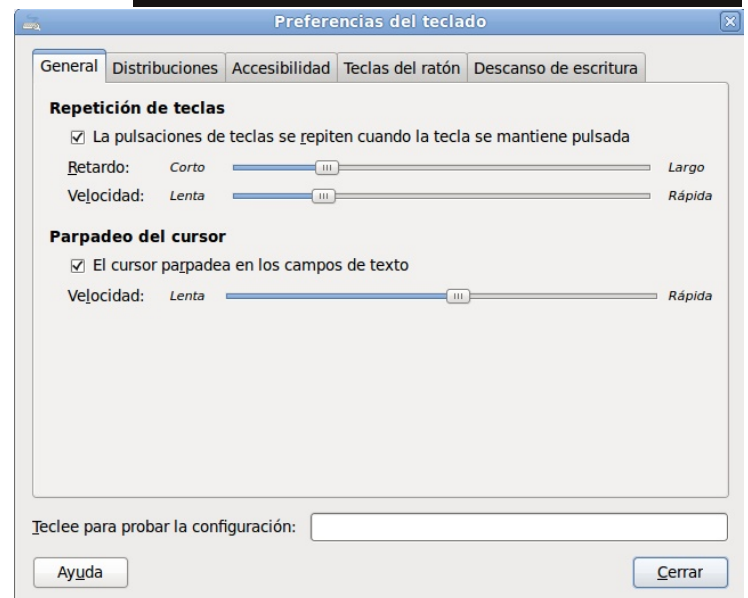 Preferencias del teclado
General Distribuciones Accesibilidad Teclas del ratón Descanso de escritura
Repetición de teclas
La pulsaciones de teclas se repiten cuando la tecla se mantiene pulsada
Retardo: Corto Largo
Velocidad: Lenta Rápida
Parpadeo del cursor
El cursor parpadea en los campos de texto
Velocidad: Lenta Rápida
Teclee para probar la configuración:
Ayuda Cerrar